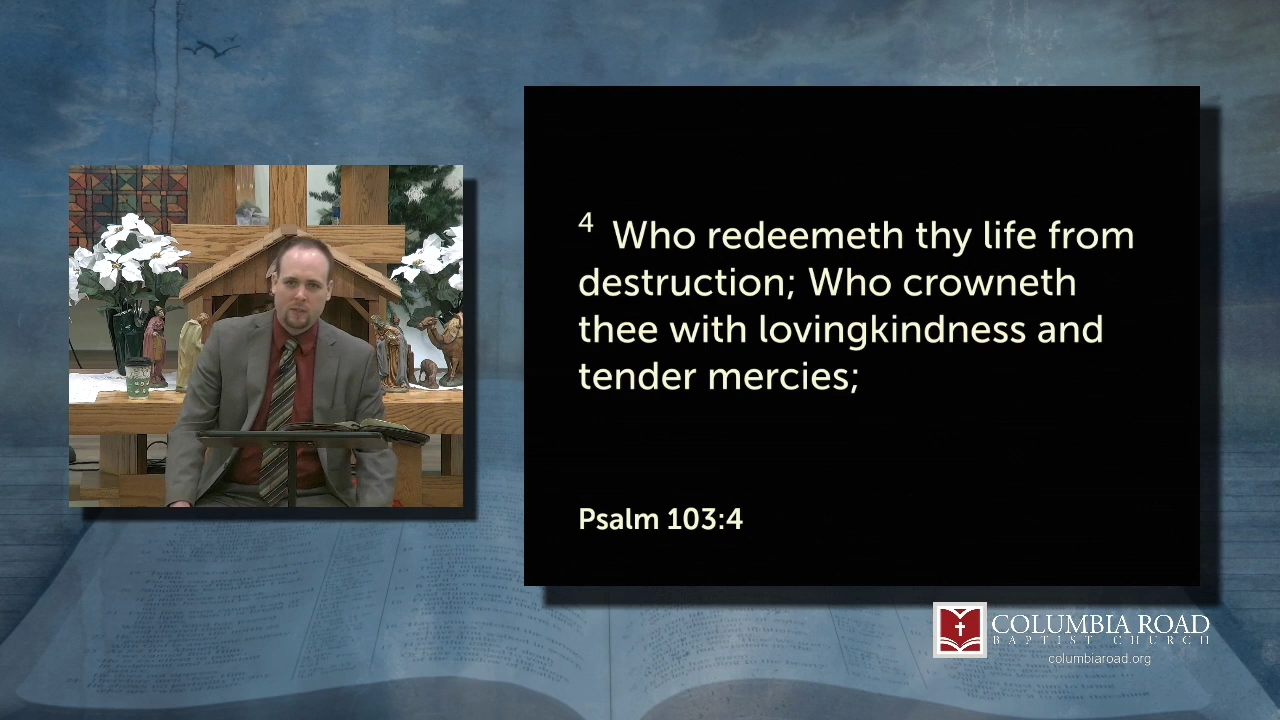 4 Who redeemeth thy life from
destruction; Who crowneth
thee with lovingkindness and
tender mercies;
Psalm 103:4
COLUMBIA ROAD
BAPTIST CHURCH
columbiaroad.org